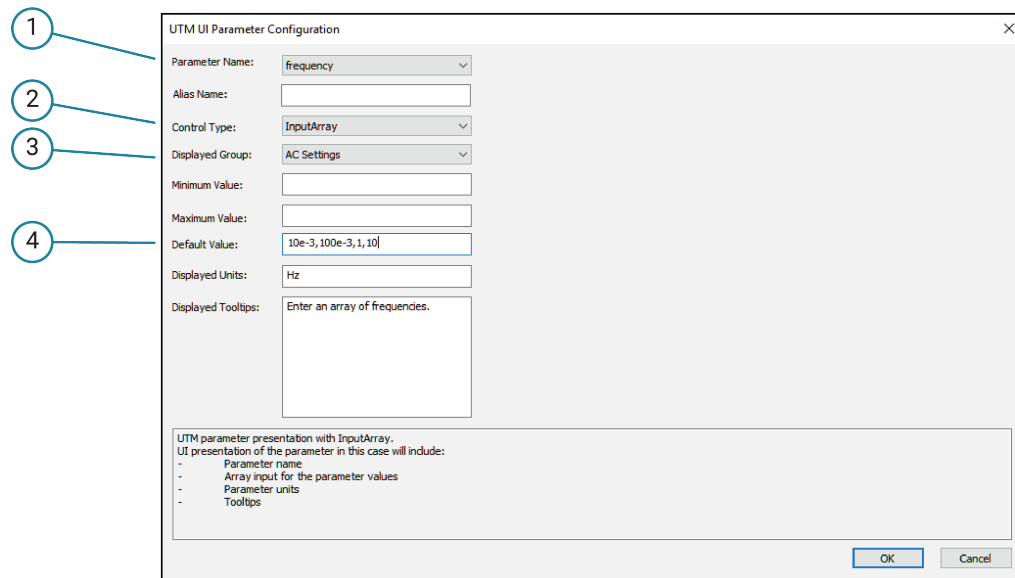 1
UTM UI Parameter Configuration
Parameter Name: frequency
Alias Name:
2
Control Type: InputArray
3
Displayed Group: AC Settings
Minimum Value:
Maximum Value:
4
Default Value: 10e-3,100e-3,1,10
Displayed Units: Hz
Displayed Tooltips: Enter an array of frequencies.
UTM parameter presentation with InputArray.
UI presentation of the parameter in this case will include:
- Parameter name
- Array input for the parameter values
- Parameter units
- Tooltips
OK Cancel